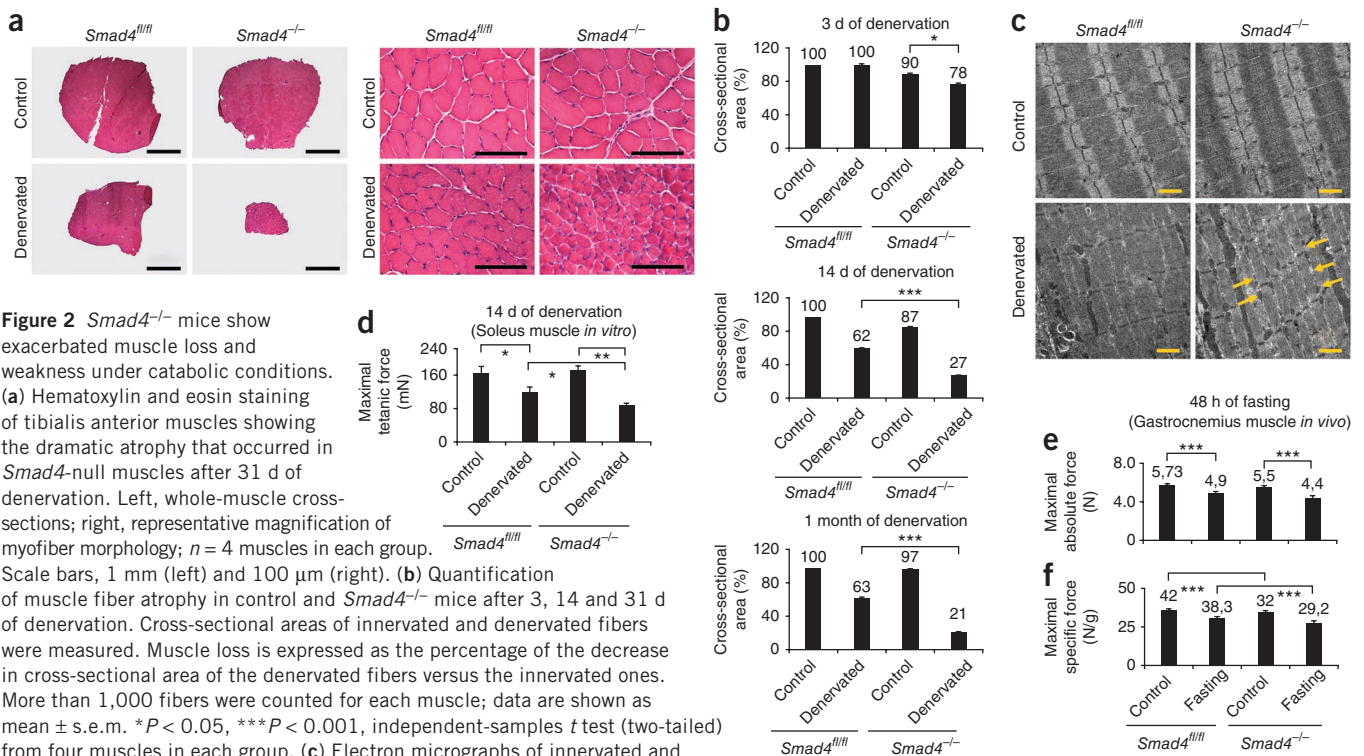 a
Smad4fl/fl
Smad4–/–
Smad4fl/fl
Smad4–/–
Control
Denervated
Control
Denervated
b
3 d of denervation
Cross-sectional
area (%)
120
80
40
0
100
100
90
78
*
Control
Denervated
Control
Denervated
Smad4fl/fl
Smad4–/–
14 d of denervation
Cross-sectional
area (%)
120
80
40
0
100
62
87
27
***
Control
Denervated
Control
Denervated
Smad4fl/fl
Smad4–/–
1 month of denervation
Cross-sectional
area (%)
120
80
40
0
100
63
97
21
***
Control
Denervated
Control
Denervated
Smad4fl/fl
Smad4–/–
c
Smad4fl/fl
Smad4–/–
Control
Denervated
d
14 d of denervation
(Soleus muscle in vitro)
Maximal
tetanic force
(mN)
240
160
80
0
*
*
**
Control
Denervated
Control
Denervated
Smad4fl/fl
Smad4–/–
48 h of fasting
(Gastrocnemius muscle in vivo)
e
Maximal
absolute force
(N)
8.0
4.0
0
5,73
4,9
5,5
4,4
***
***
f
Maximal
specific force
(N/g)
50
25
0
42
38,3
32
29,2
***
***
Control
Fasting
Control
Fasting
Smad4fl/fl
Smad4–/–
Figure 2 Smad4–/– mice show
exacerbated muscle loss and
weakness under catabolic conditions.
(a) Hematoxylin and eosin staining
of tibialis anterior muscles showing
the dramatic atrophy that occurred in
Smad4-null muscles after 31 d of
denervation. Left, whole-muscle cross-
sections; right, representative magnification of
myofiber morphology; n = 4 muscles in each group.
Scale bars, 1 mm (left) and 100 μm (right). (b) Quantification
of muscle fiber atrophy in control and Smad4–/– mice after 3, 14 and 31 d
of denervation. Cross-sectional areas of innervated and denervated fibers
were measured. Muscle loss is expressed as the percentage of the decrease
in cross-sectional area of the denervated fibers versus the innervated ones.
More than 1,000 fibers were counted for each muscle; data are shown as
mean ± s.e.m. *P < 0.05, ***P < 0.001, independent-samples t test (two-tailed)
from four muscles in each group. (c) Electron micrographs of innervated and